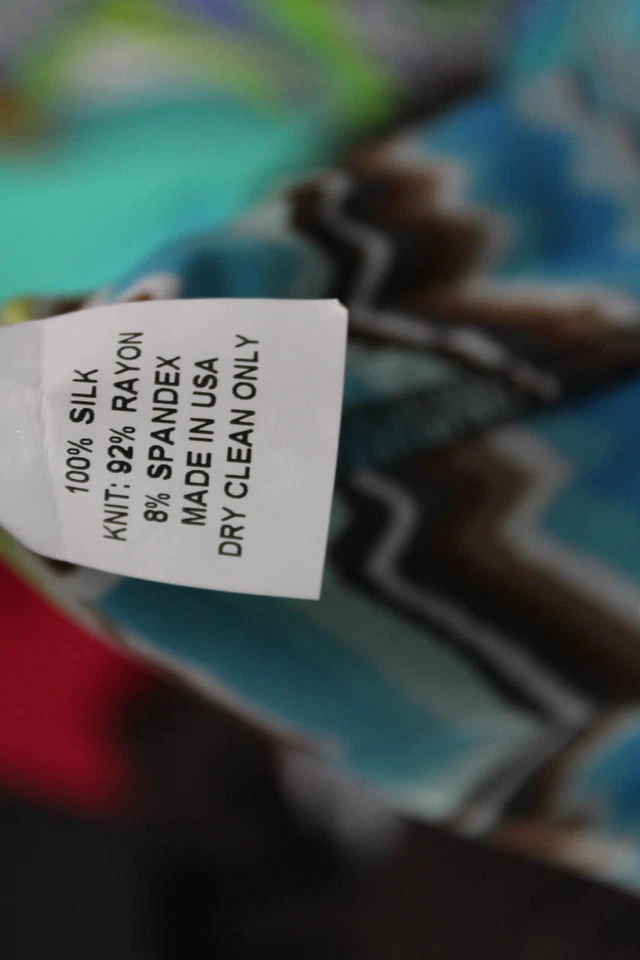 100% SILK
KNIT: 92% RAYON
8% SPANDEX
MADE IN USA
DRY CLEAN ONLY